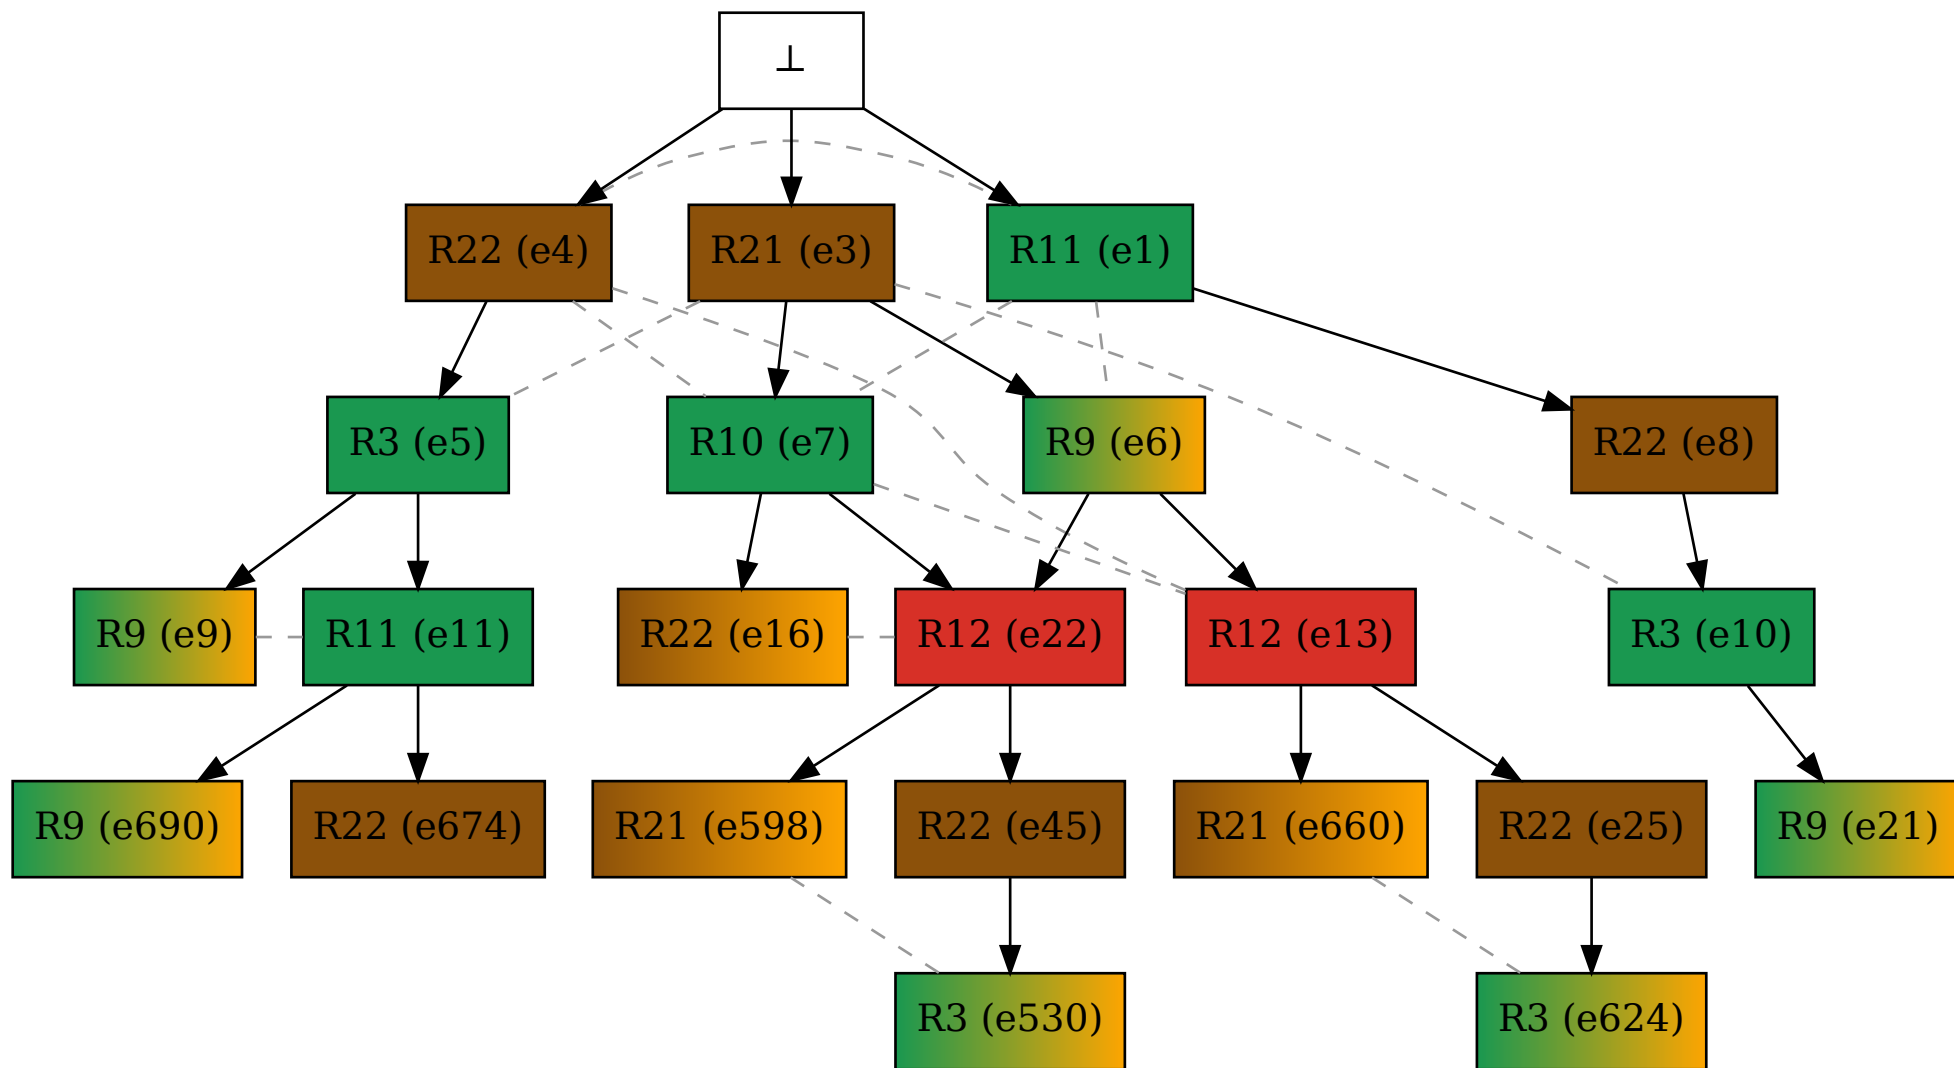 ⊥
R22 (e4)
R21 (e3)
R11 (e1)
R3 (e5)
R10 (e7)
R9 (e6)
R22 (e8)
R9 (e9)
R11 (e11)
R22 (e16)
R12 (e22)
R12 (e13)
R3 (e10)
R9 (e690)
R22 (e674)
R21 (e598)
R22 (e45)
R21 (e660)
R22 (e25)
R9 (e21)
R3 (e530)
R3 (e624)